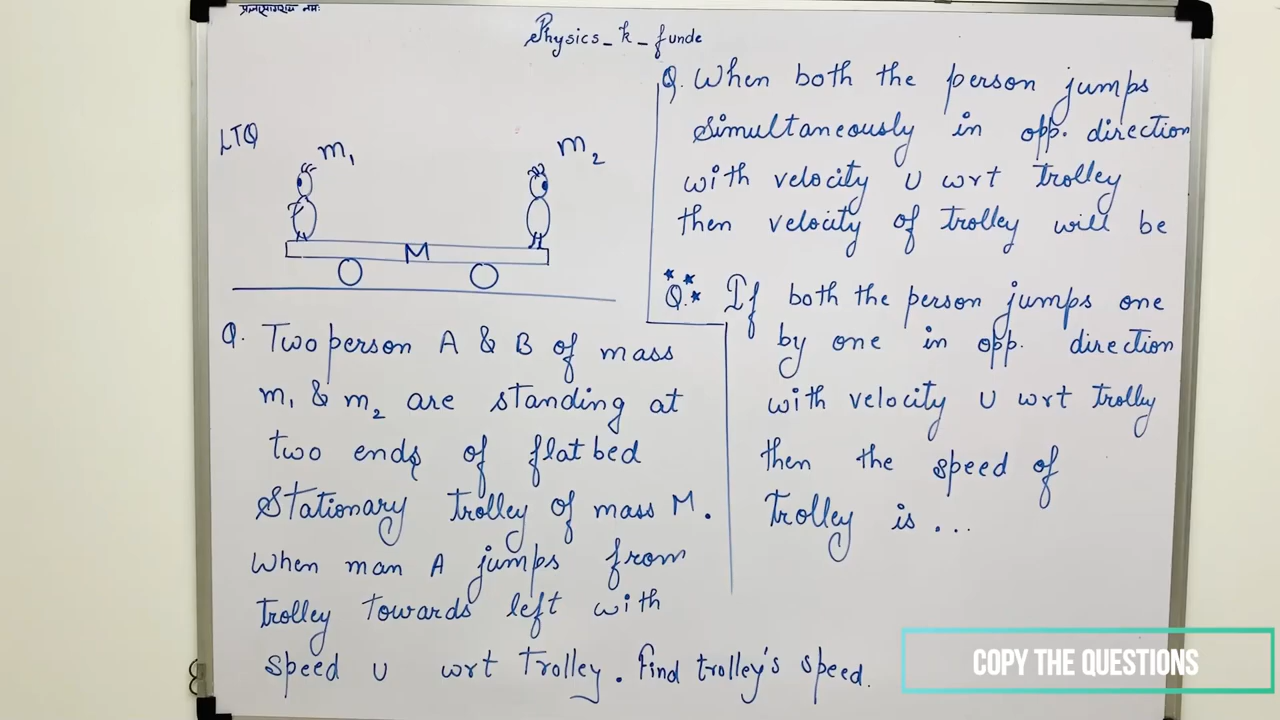 Physics_k_funde
LTQ
m₁
m₂
M
Q. Two person A & B of mass
m₁ & m₂ are standing at
two ends of flat bed
Stationary trolley of mass M.
When man A jumps from
trolley towards left with
speed u wrt Trolley. Find trolley's speed.
Q. When both the person jumps
Simultaneously in opp. direction
with velocity u wrt trolley
then velocity of trolley will be
Q. If both the person jumps one
by one in opp. direction
with velocity u wrt trolley
then the speed of
Trolley is ...
COPY THE QUESTIONS